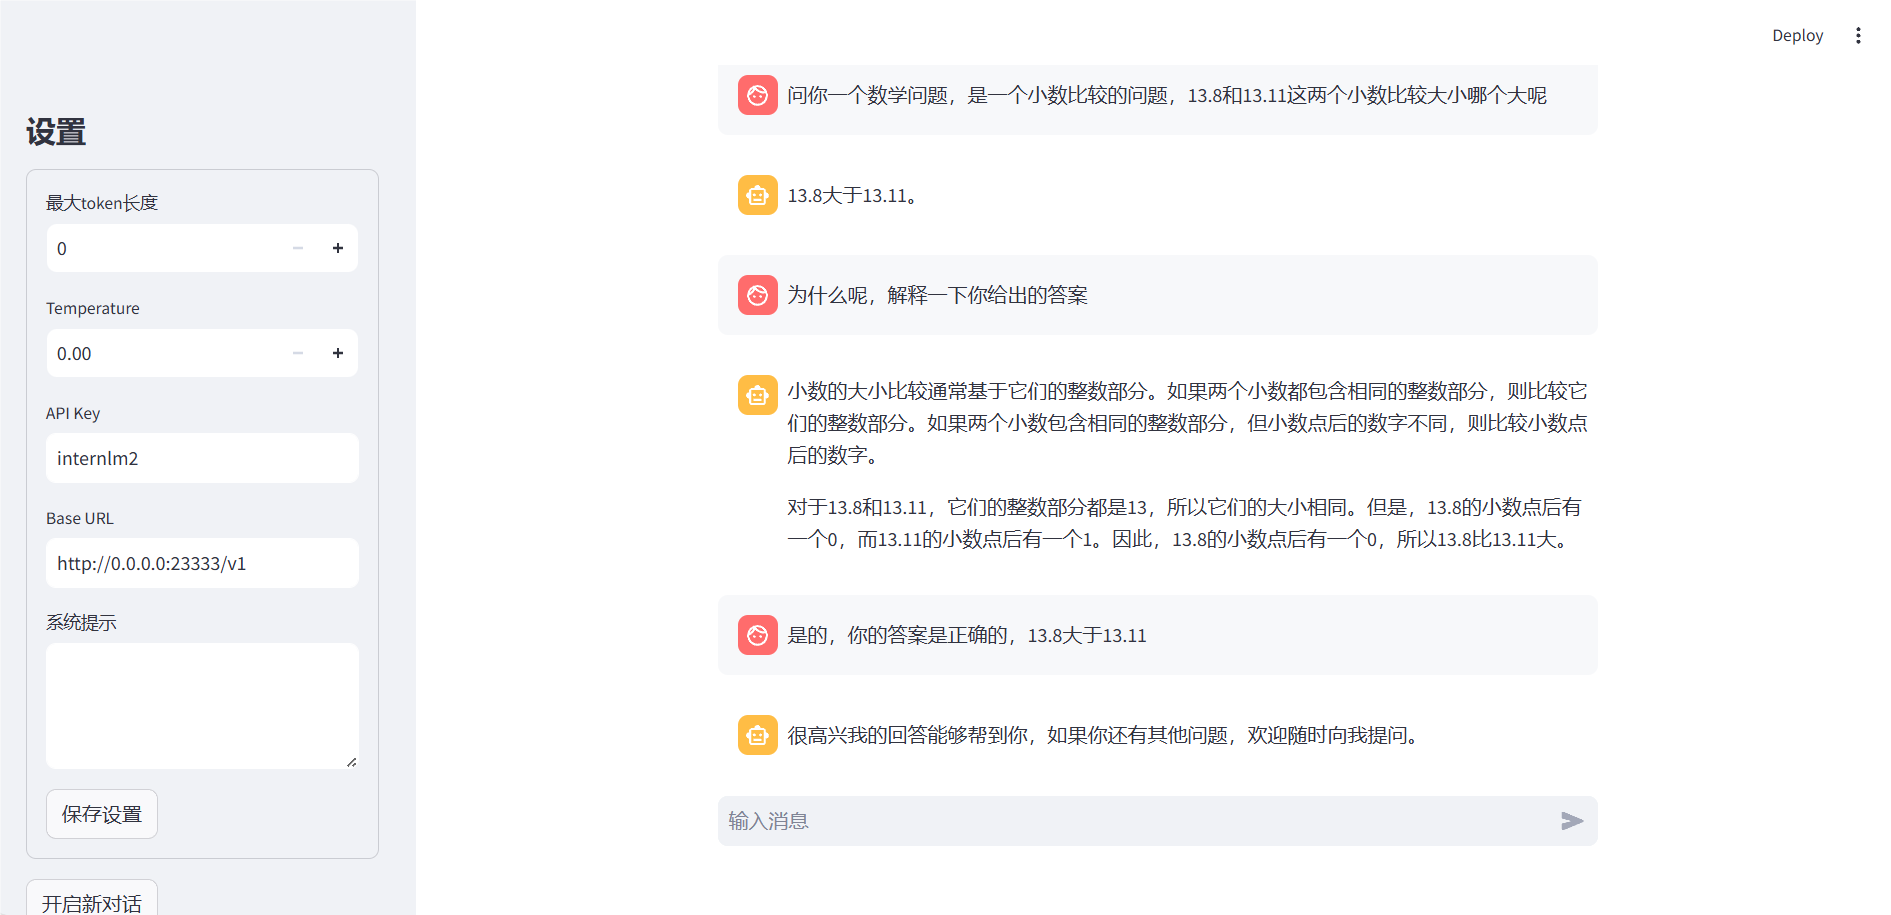 Deploy
设置
最大token长度
0
Temperature
0.00
API Key
internlm2
Base URL
http://0.0.0.0:23333/v1
系统提示
保存设置
开启新对话
问你一个数学问题，是一个小数比较的问题，13.8和13.11这两个小数比较大小哪个大呢
13.8大于13.11。
为什么呢，解释一下你给出的答案
小数的大小比较通常基于它们的整数部分。如果两个小数都包含相同的整数部分，则比较它
们的整数部分。如果两个小数包含相同的整数部分，但小数点后的数字不同，则比较小数点
后的数字。
对于13.8和13.11，它们的整数部分都是13，所以它们的大小相同。但是，13.8的小数点后有
一个0，而13.11的小数点后有一个1。因此，13.8的小数点后有一个0，所以13.8比13.11大。
是的，你的答案是正确的，13.8大于13.11
很高兴我的回答能够帮到你，如果你还有其他问题，欢迎随时向我提问。
输入消息